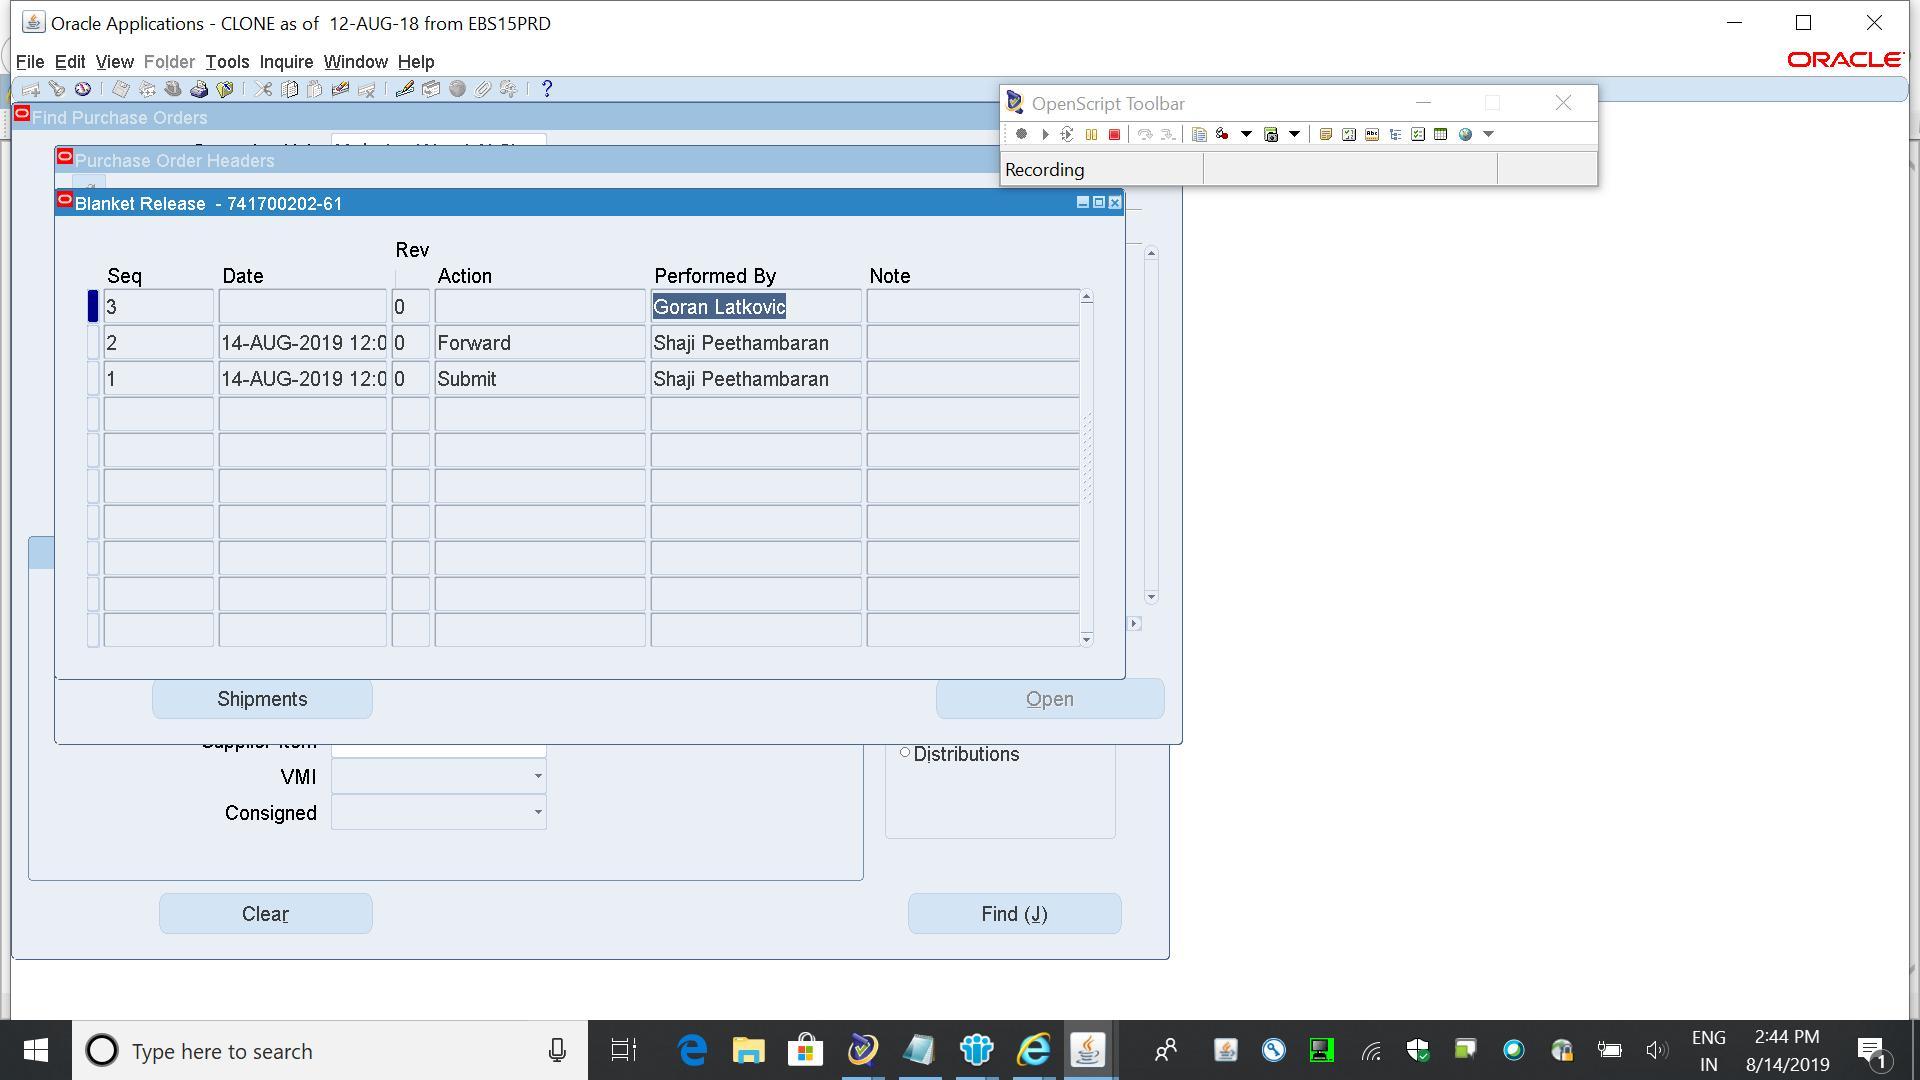 Oracle Applications - CLONE as of  12-AUG-18 from EBS15PRD
File Edit View Folder Tools Inquire Window Help
ORACLE
OpenScript Toolbar
Find Purchase Orders
Purchase Order Headers
Recording
Blanket Release  - 741700202-61
Rev
Seq Date Action Performed By Note
3 0 Goran Latkovic
2 14-AUG-2019 12:0 0 Forward Shaji Peethambaran
1 14-AUG-2019 12:0 0 Submit Shaji Peethambaran
Shipments Open
Supplier Item
Distributions
VMI
Consigned
Clear Find (J)
Type here to search
ENG 2:44 PM
IN 8/14/2019
1